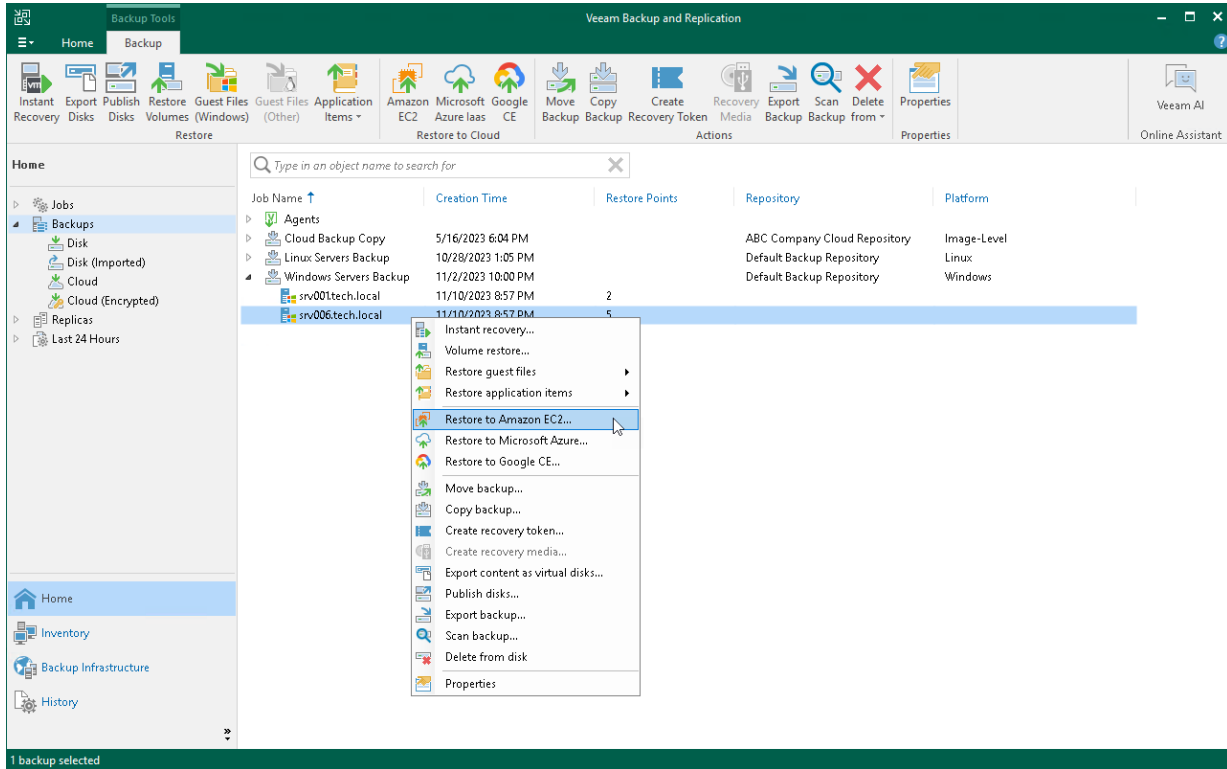 Backup Tools
Veeam Backup and Replication
Home Backup
Instant Recovery
Export Disks
Publish Disks
Restore Volumes
Guest Files (Windows)
Guest Files (Other)
Application Items
Amazon EC2
Microsoft Azure Iaas
Google CE
Move Backup
Copy Backup
Create Recovery Token
Recovery Media
Export Backup
Scan Backup
Delete from
Properties
Veeam AI
Restore Restore to Cloud Actions Properties Online Assistant
Home
Type in an object name to search for
Jobs
Backups
Disk
Disk (Imported)
Cloud
Cloud (Encrypted)
Replicas
Last 24 Hours
Job Name Creation Time Restore Points Repository Platform
Agents
Cloud Backup Copy 5/16/2023 6:04 PM ABC Company Cloud Repository Image-Level
Linux Servers Backup 10/28/2023 1:05 PM Default Backup Repository Linux
Windows Servers Backup 11/2/2023 10:00 PM Default Backup Repository Windows
srv001.tech.local 11/10/2023 8:57 PM 2
srv006.tech.local 11/10/2023 8:57 PM 5
Instant recovery...
Volume restore...
Restore guest files
Restore application items
Restore to Amazon EC2...
Restore to Microsoft Azure...
Restore to Google CE...
Move backup...
Copy backup...
Create recovery token...
Create recovery media...
Export content as virtual disks...
Publish disks...
Export backup...
Scan backup...
Delete from disk
Properties
Home
Inventory
Backup Infrastructure
History
1 backup selected